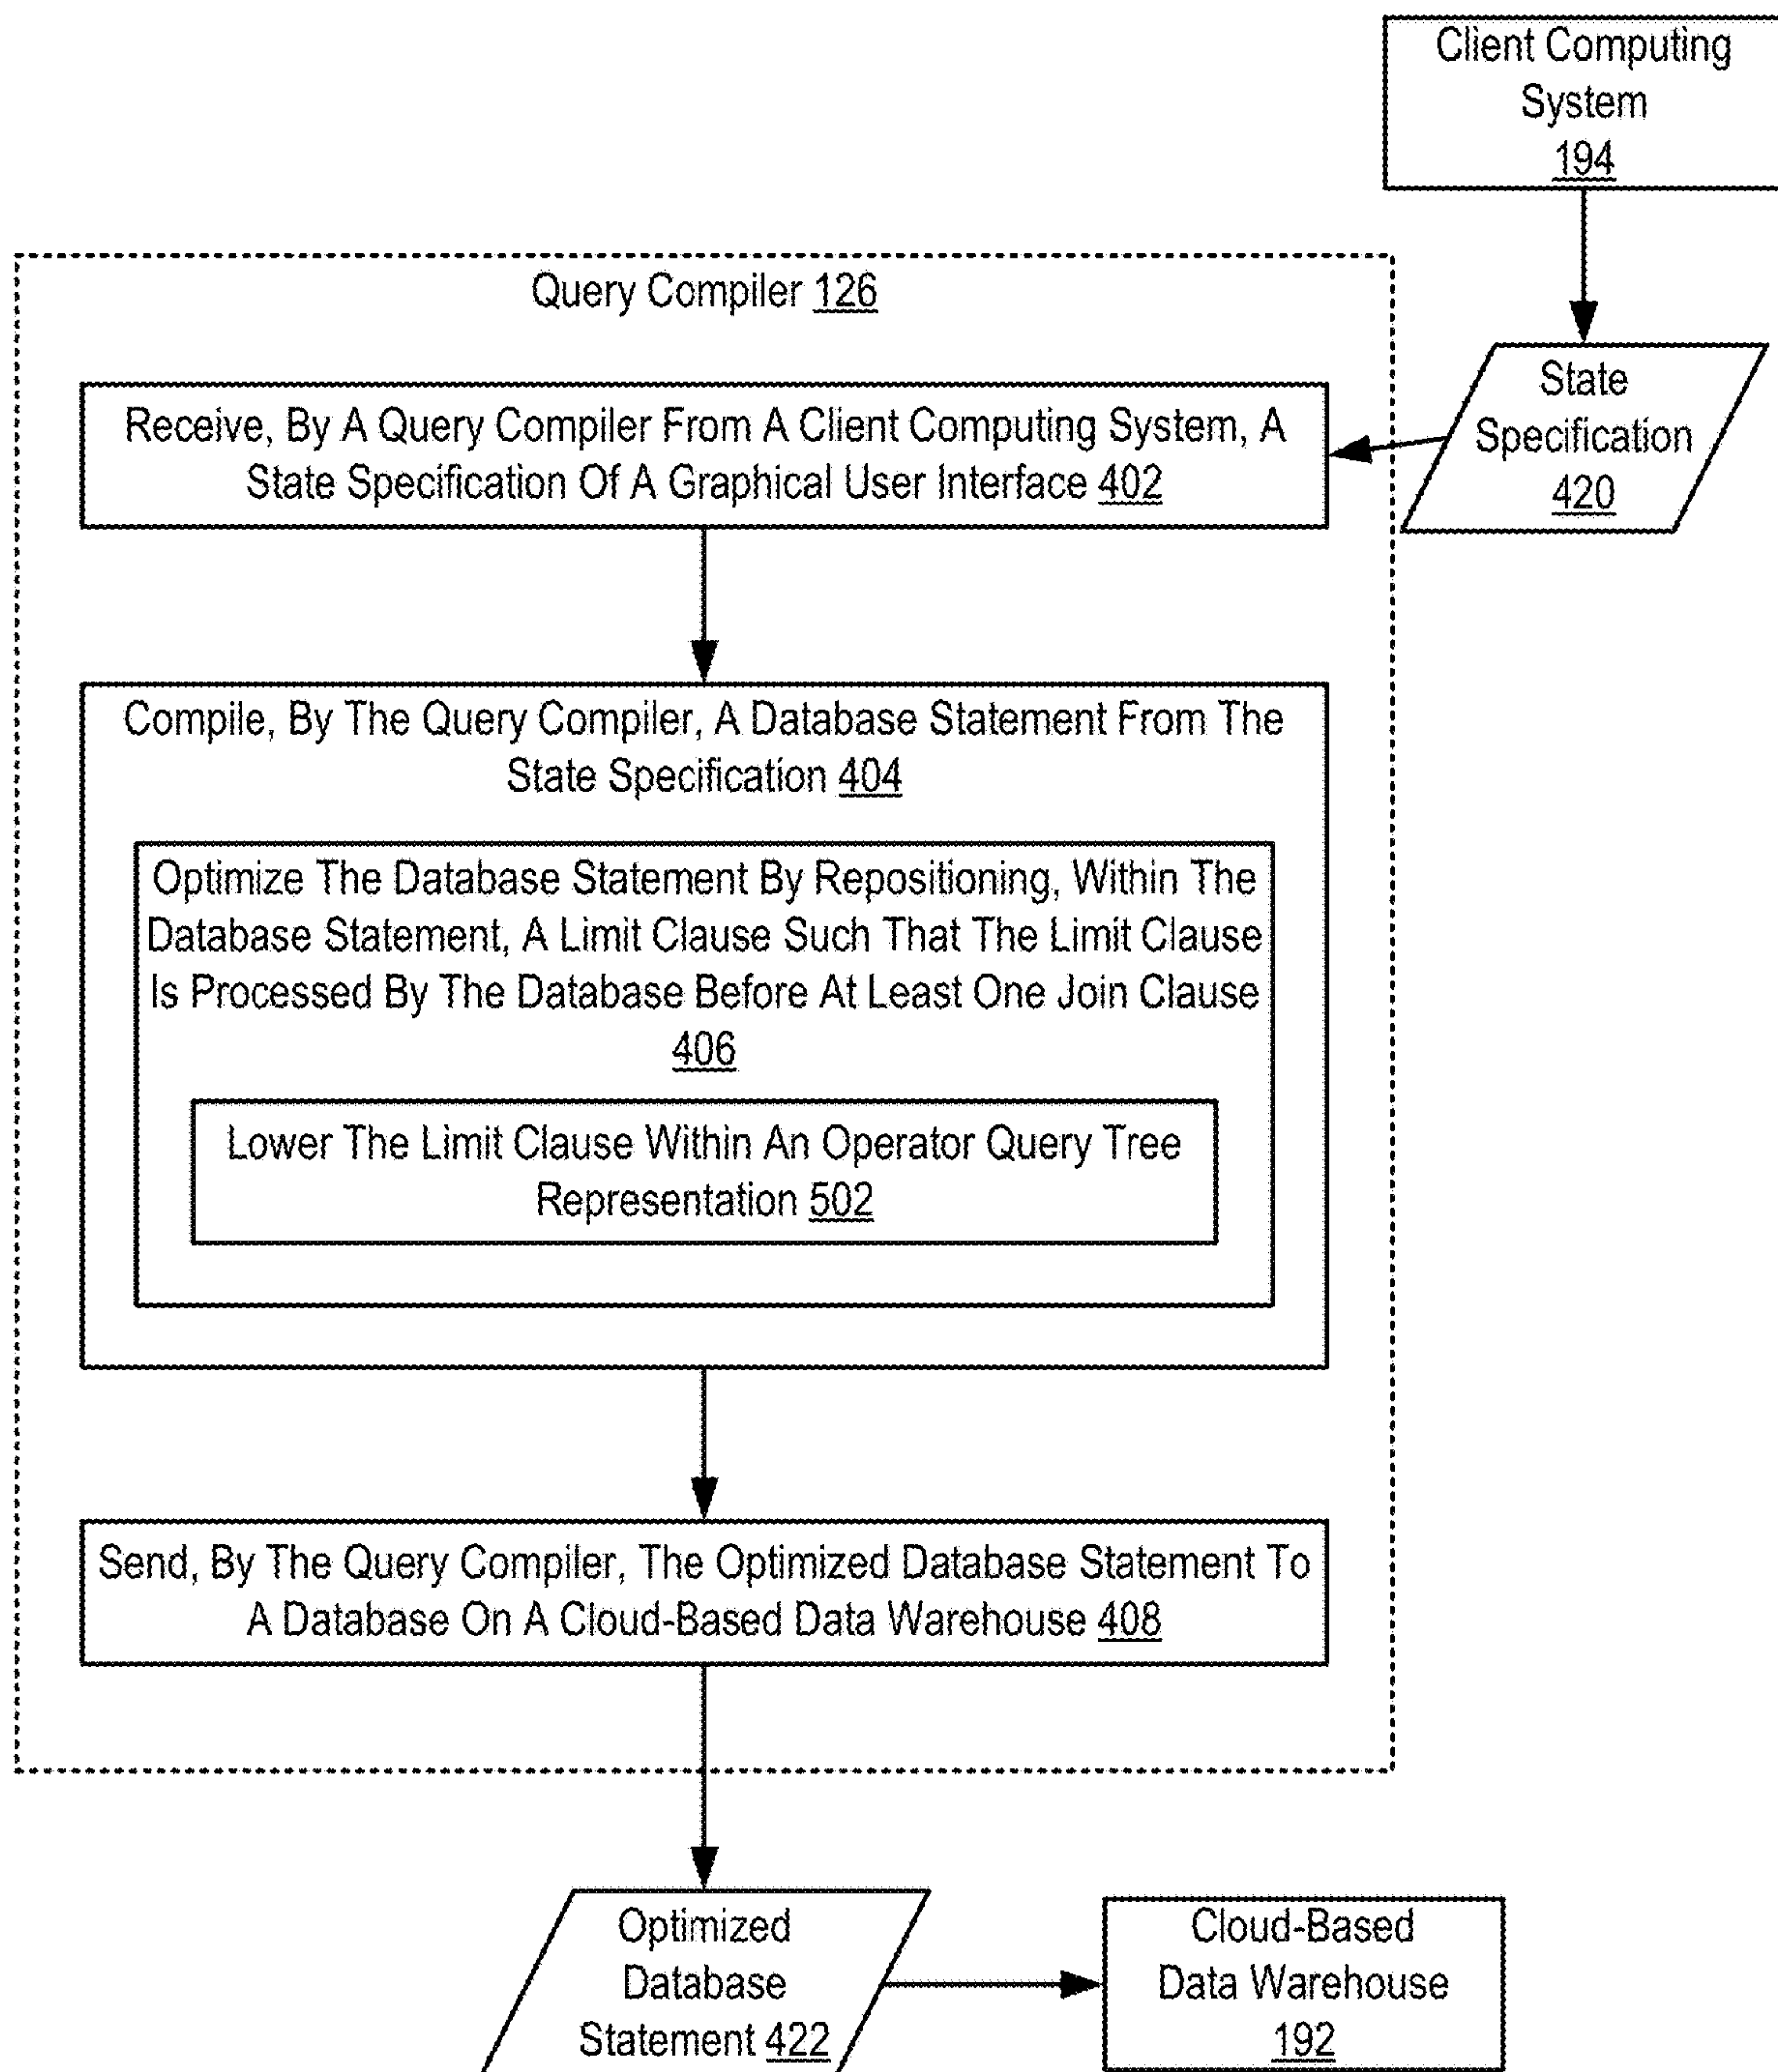 Client Computing
System
194
Query Compiler 126
State
Specification
420
Receive, By A Query Compiler From A Client Computing System, A
State Specification Of A Graphical User Interface 402
Compile, By The Query Compiler, A Database Statement From The
State Specification 404
Optimize The Database Statement By Repositioning, Within The
Database Statement, A Limit Clause Such That The Limit Clause
Is Processed By The Database Before At Least One Join Clause
406
Lower The Limit Clause Within An Operator Query Tree
Representation 502
Send, By The Query Compiler, The Optimized Database Statement To
A Database On A Cloud-Based Data Warehouse 408
Optimized
Database
Statement 422
Cloud-Based
Data Warehouse
192